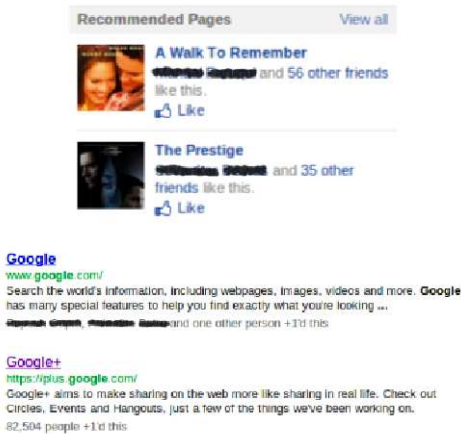 Recommended Pages View all
A Walk To Remember
and 56 other friends
like this.
Like
The Prestige
and 35 other
friends like this.
Like
Google
www.google.com/
Search the world's information, including webpages, images, videos and more. Google
has many special features to help you find exactly what you're looking ...
and one other person +1'd this
Google+
https://plus.google.com/
Google+ aims to make sharing on the web more like sharing in real life. Check out
Circles, Events and Hangouts, just a few of the things we've been working on.
82,504 people +1'd this